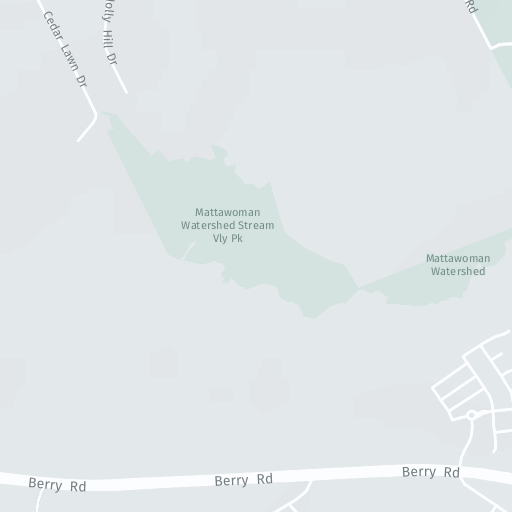 Cedar Lawn Dr
Holly Hill Dr
Rd
Mattawoman
Watershed Stream
Vly Pk
Mattawoman
Watershed
Berry Rd
Berry Rd
Berry Rd